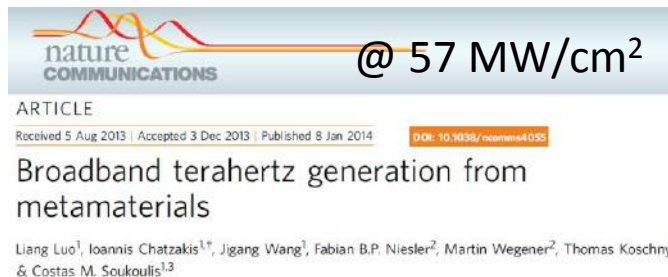 nature
COMMUNICATIONS
@ 57 MW/cm²
ARTICLE
Received 5 Aug 2013 | Accepted 3 Dec 2013 | Published 8 Jan 2014
DOI: 10.1038/ncomms4055
Broadband terahertz generation from
metamaterials
Liang Luo¹, Ioannis Chatzakis¹,†, Jigang Wang¹, Fabian B.P. Niesler², Martin Wegener², Thomas Koschny
& Costas M. Soukoulis¹,³